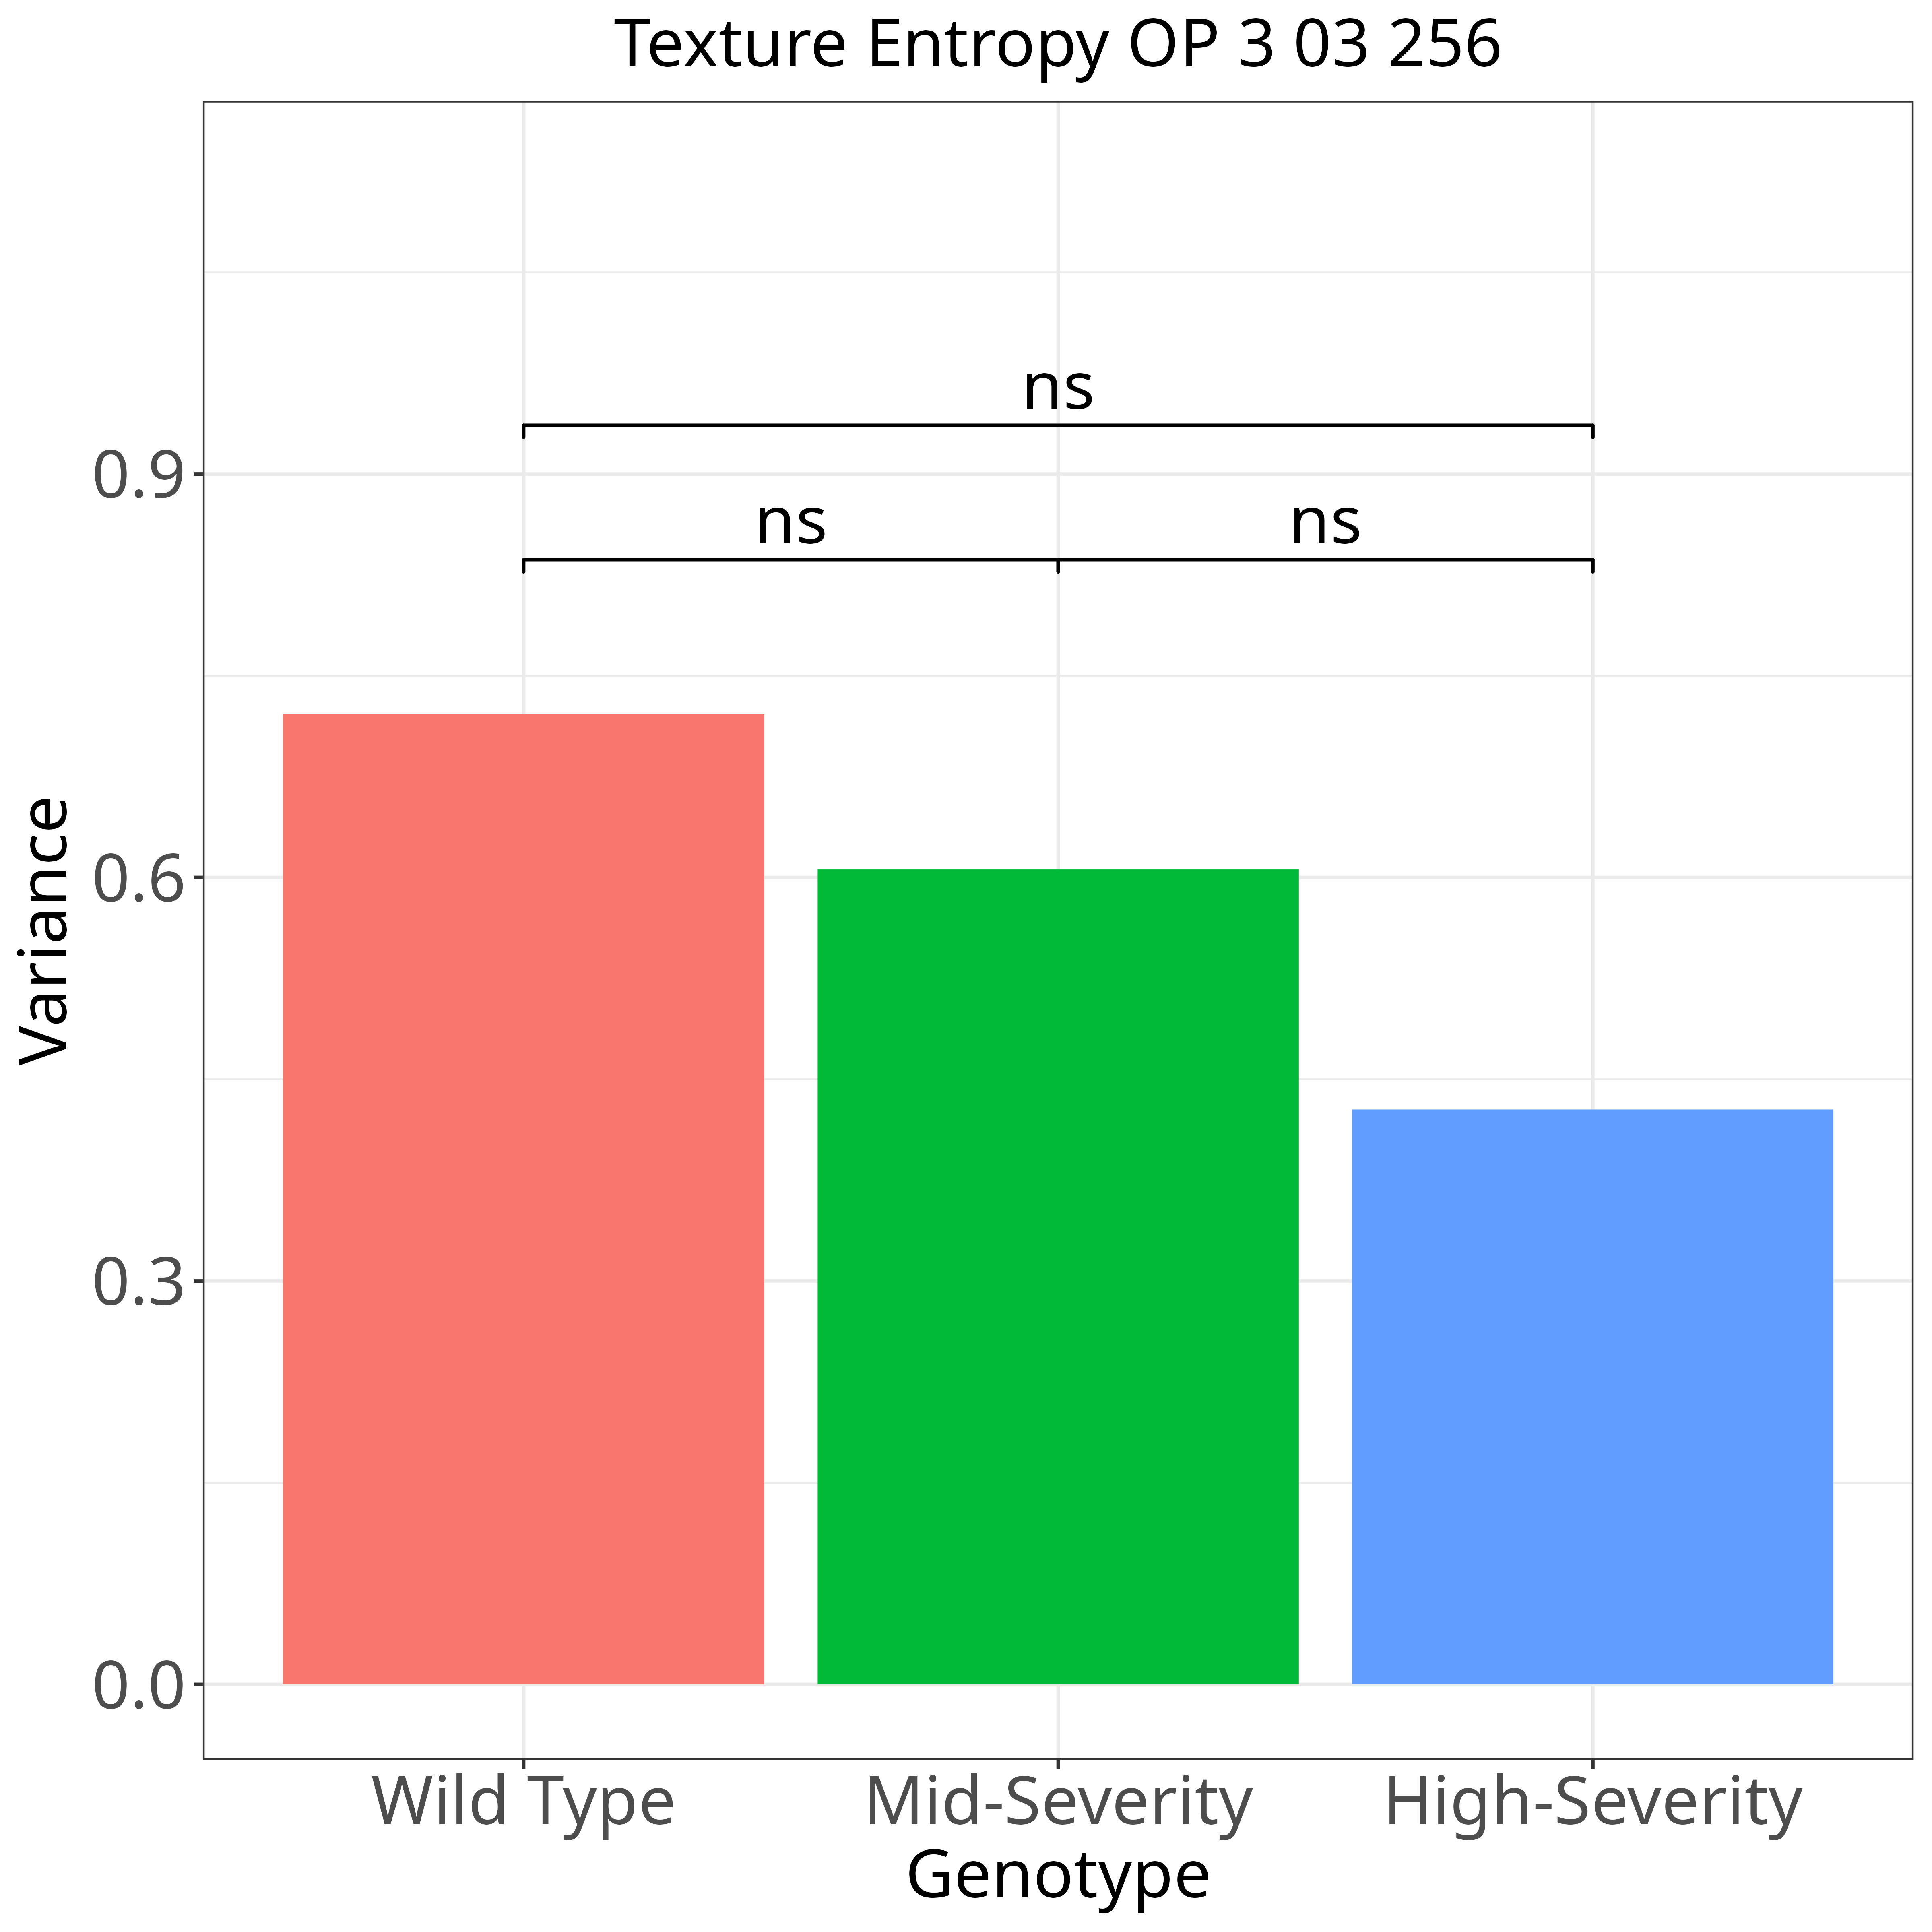 Texture Entropy OP 3 03 256
ns
0.9
ns ns
0.6
Variance
0.3
0.0
Wild Type Mid-Severity High-Severity
Genotype